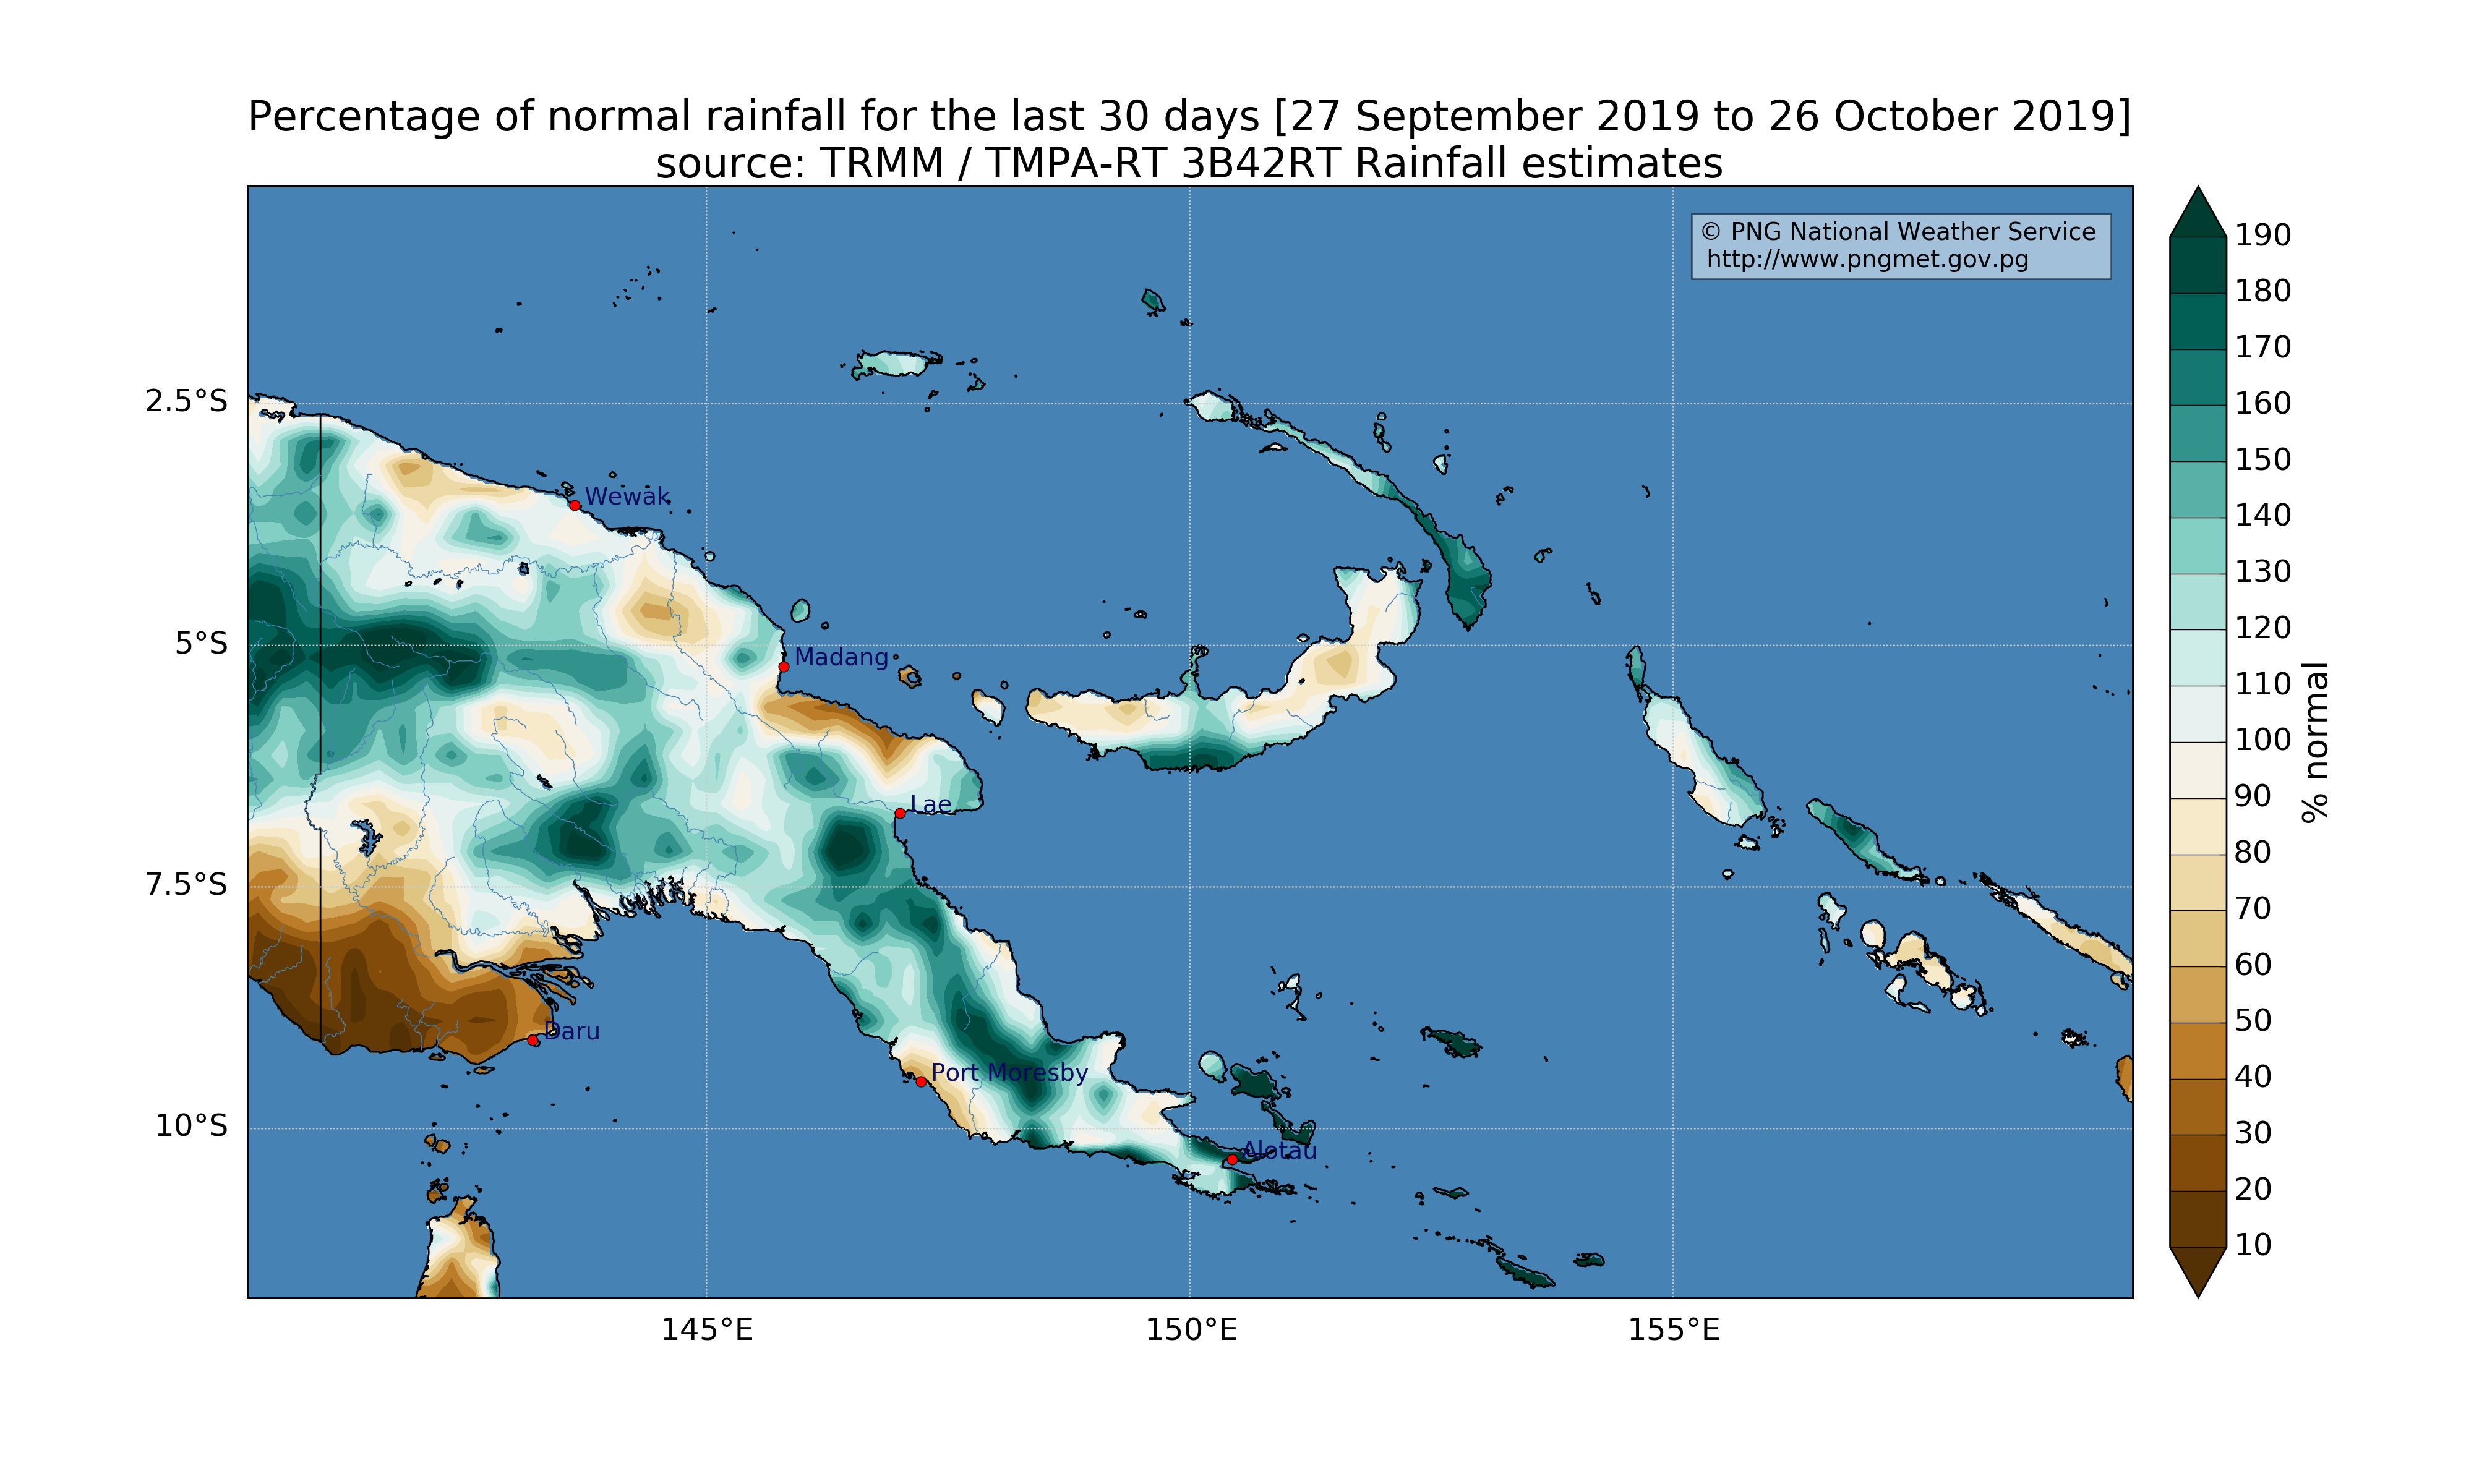 Percentage of normal rainfall for the last 30 days [27 September 2019 to 26 October 2019]
source: TRMM / TMPA-RT 3B42RT Rainfall estimates
© PNG National Weather Service
http://www.pngmet.gov.pg
2.5°S
5°S
7.5°S
10°S
Wewak
Madang
Lae
Daru
Port Moresby
Alotau
145°E
150°E
155°E
190
180
170
160
150
140
130
120
110
100
90
80
70
60
50
40
30
20
10
% normal